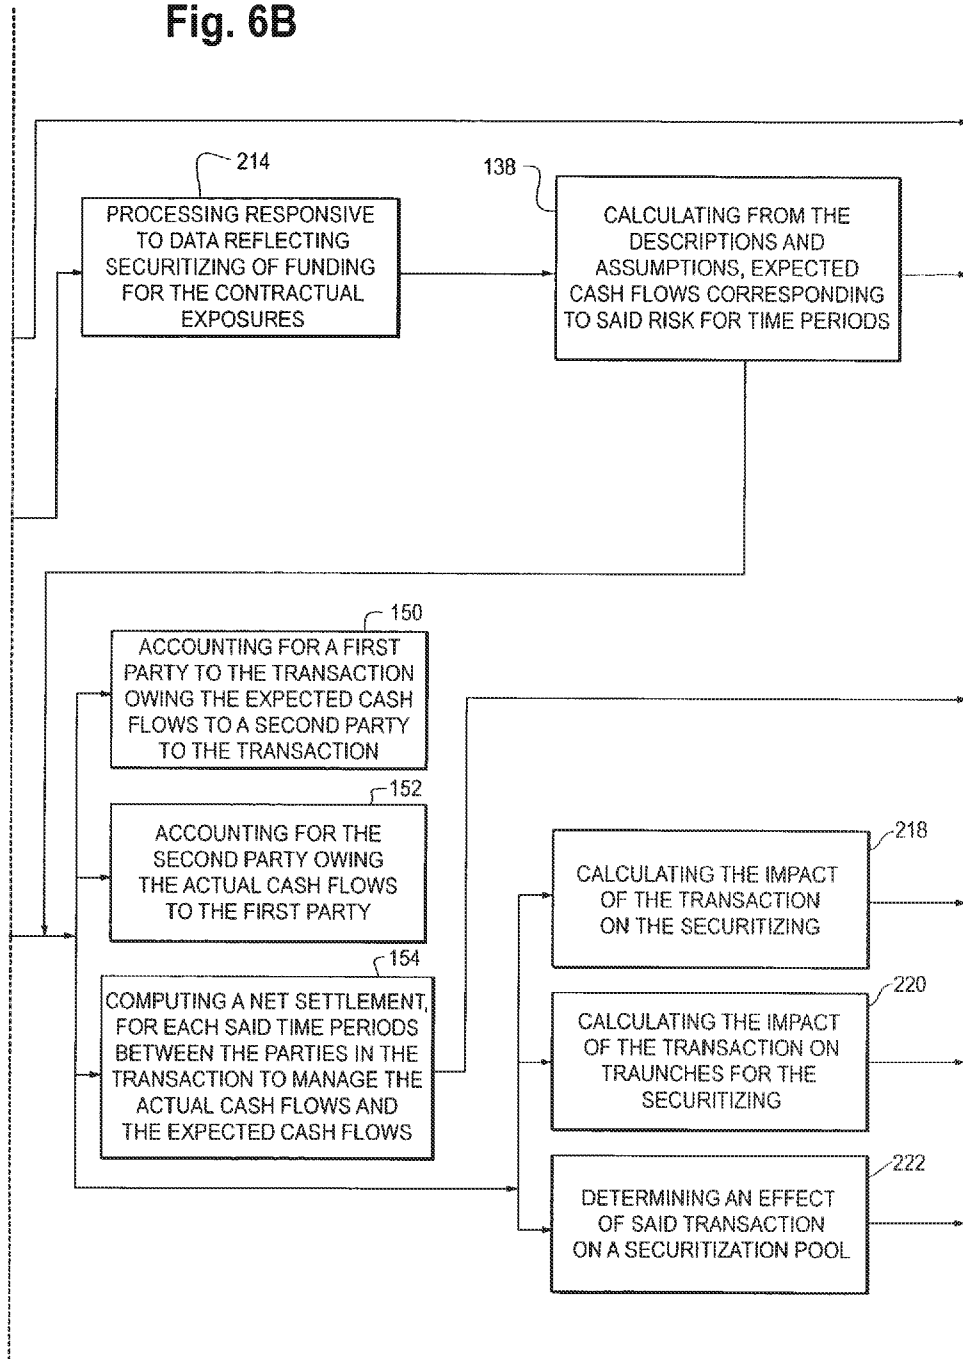 Fig. 6B
214
PROCESSING RESPONSIVE
TO DATA REFLECTING
SECURITIZING OF FUNDING
FOR THE CONTRACTUAL
EXPOSURES
138
CALCULATING FROM THE
DESCRIPTIONS AND
ASSUMPTIONS, EXPECTED
CASH FLOWS CORRESPONDING
TO SAID RISK FOR TIME PERIODS
150
ACCOUNTING FOR A FIRST
PARTY TO THE TRANSACTION
OWING THE EXPECTED CASH
FLOWS TO A SECOND PARTY
TO THE TRANSACTION
152
ACCOUNTING FOR THE
SECOND PARTY OWING
THE ACTUAL CASH FLOWS
TO THE FIRST PARTY
154
COMPUTING A NET SETTLEMENT,
FOR EACH SAID TIME PERIODS
BETWEEN THE PARTIES IN THE
TRANSACTION TO MANAGE THE
ACTUAL CASH FLOWS AND
THE EXPECTED CASH FLOWS
218
CALCULATING THE IMPACT
OF THE TRANSACTION
ON THE SECURITIZING
220
CALCULATING THE IMPACT
OF THE TRANSACTION ON
TRAUNCHES FOR THE
SECURITIZING
222
DETERMINING AN EFFECT
OF SAID TRANSACTION
ON A SECURITIZATION POOL